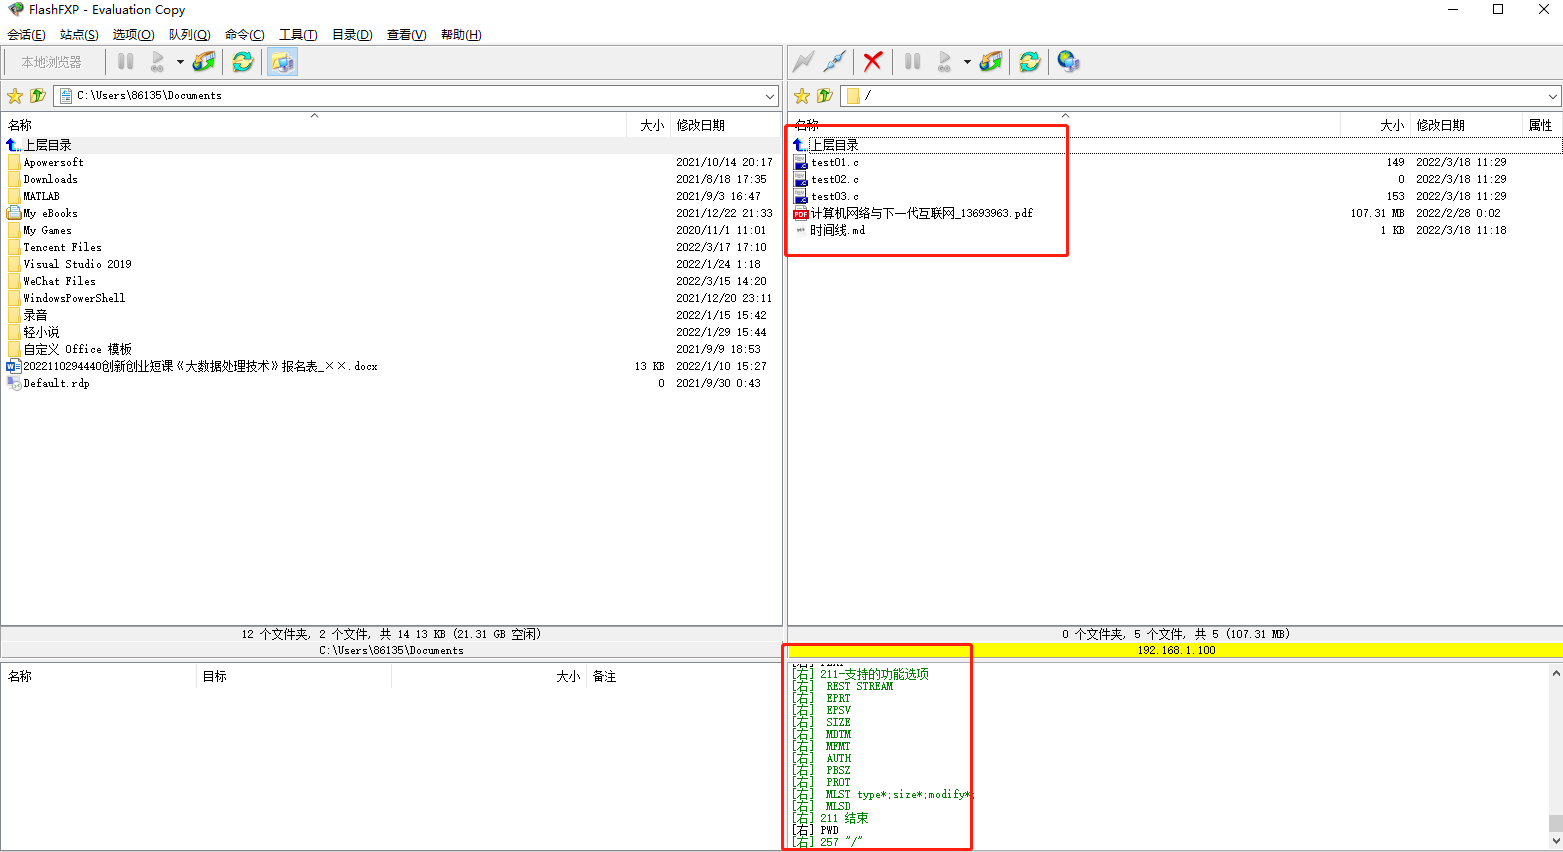 FlashFXP - Evaluation Copy
会话(E) 站点(S) 选项(O) 队列(Q) 命令(C) 工具(T) 目录(D) 查看(V) 帮助(H)
本地浏览器 GO GO
C:\Users\86135\Documents
/
名称 大小 修改日期
上层目录
Apowersoft 2021/10/14 20:17
Downloads 2021/8/18 17:35
MATLAB 2021/9/3 16:47
My eBooks 2021/12/22 21:33
My Games 2020/11/1 11:01
Tencent Files 2022/3/17 17:10
Visual Studio 2019 2022/1/24 1:18
WeChat Files 2022/3/15 14:20
WindowsPowerShell 2021/12/20 23:11
录音 2022/1/15 15:42
轻小说 2022/1/29 15:44
自定义 Office 模板 2021/9/9 18:53
2022110294440创新创业短课《大数据处理技术》报名表_××.docx 13 KB 2022/1/10 15:27
Default.rdp 0 2021/9/30 0:43
12 个文件夹, 2 个文件, 共 14 13 KB (21.31 GB 空闲)
C:\Users\86135\Documents
名称 大小 修改日期 属性
上层目录
test01.c 149 2022/3/18 11:29
test02.c 0 2022/3/18 11:29
test03.c 153 2022/3/18 11:29
计算机网络与下一代互联网_13693963.pdf 107.31 MB 2022/2/28 0:02
时间线.md 1 KB 2022/3/18 11:18
0 个文件夹, 5 个文件, 共 5 (107.31 MB)
192.168.1.100
名称 目标 大小 备注
[右] 211-支持的功能选项
[右] REST STREAM
[右] EPRT
[右] EPSV
[右] SIZE
[右] MDTM
[右] MFMT
[右] AUTH
[右] PBSZ
[右] PROT
[右] MLST type*;size*;modify*;
[右] MLSD
[右] 211 结束
[右] PWD
[右] 257 "/"